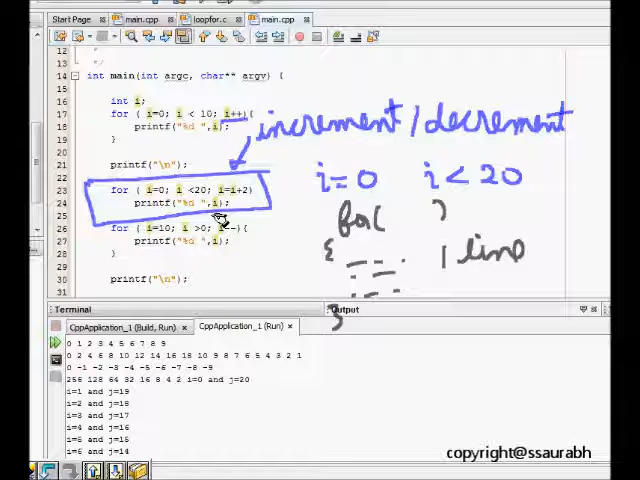 Start Page main.cpp loopfor.c main.cpp
12
13
14 int main(int argc, char** argv) {
15
16 int i;
17 for ( i=0; i < 10; i++){
18 printf("%d ",i);
19 }
20
21 printf("\n");
22
23 for ( i=0; i <20; i=i+2)
24 printf("%d ",i);
25
26 for ( i=10; i >0; i--){
27 printf("%d ",i);
28 }
29
30 printf("\n");
31
increment / decrement
i=0 i<20
for( )
{
1 line
}
Terminal Output
CppApplication_1 (Build, Run) CppApplication_1 (Run)
0 1 2 3 4 5 6 7 8 9
0 2 4 6 8 10 12 14 16 18 10 9 8 7 6 5 4 3 2 1
0 -1 -2 -3 -4 -5 -6 -7 -8 -9
256 128 64 32 16 8 4 2 i=0 and j=20
i=1 and j=19
i=2 and j=18
i=3 and j=17
i=4 and j=16
i=5 and j=15
i=6 and j=14
copyright@ssaurabh